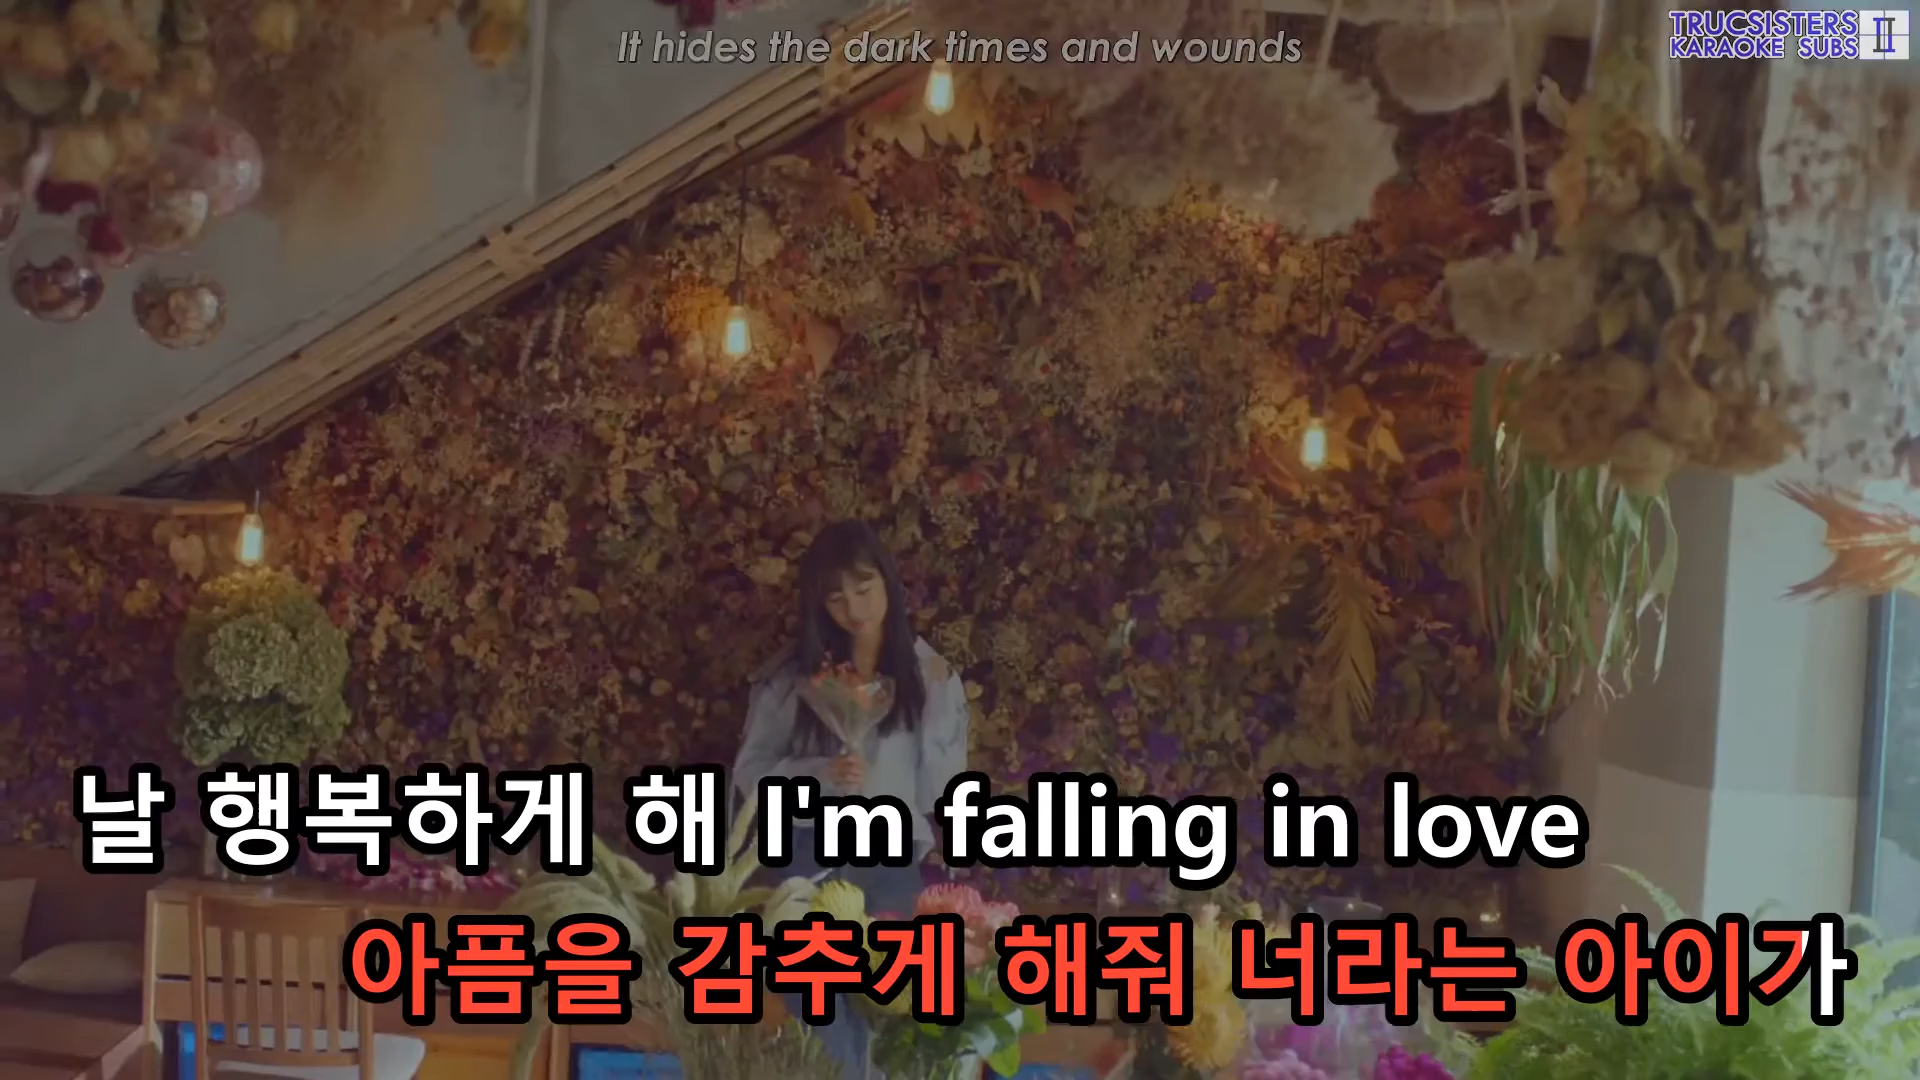 It hides the dark times and wounds
TRUCSISTERS
KARAOKE SUBS II
날 행복하게 해 I'm falling in love
아픔을 감추게 해줘 너라는 아이가